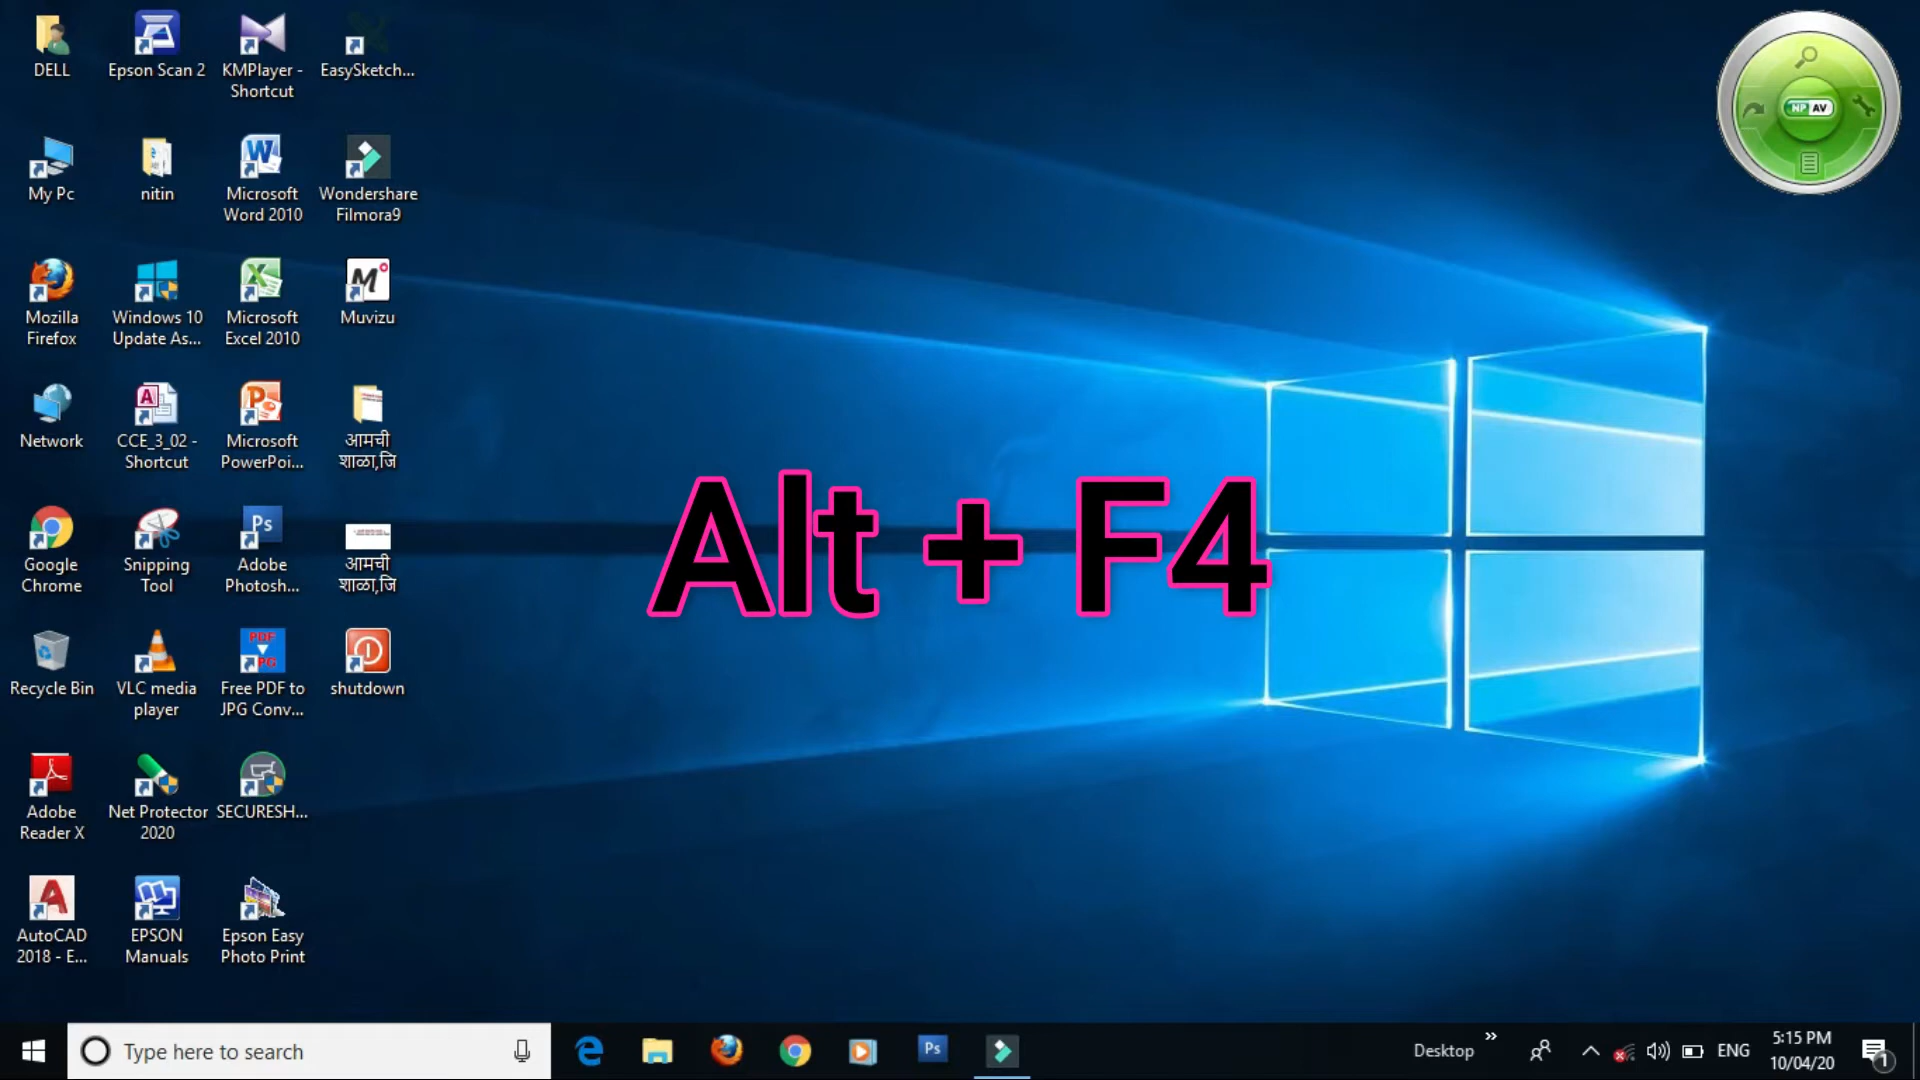 DELL
Epson Scan 2
KMPlayer -
Shortcut
EasySketch...
My Pc
nitin
Microsoft
Word 2010
Wondershare
Filmora9
Mozilla
Firefox
Windows 10
Update As...
Microsoft
Excel 2010
Muvizu
Network
CCE_3_02 -
Shortcut
Microsoft
PowerPoi...
आमची
शाळा,जि
Google
Chrome
Snipping
Tool
Adobe
Photosh...
आमची
शाळा,जि
Recycle Bin
VLC media
player
Free PDF to
JPG Conv...
shutdown
Adobe
Reader X
Net Protector
2020
SECURESH...
AutoCAD
2018 - E...
EPSON
Manuals
Epson Easy
Photo Print
NP AV
Alt + F4
Type here to search
Ps
Desktop
ENG
5:15 PM
10/04/20
1